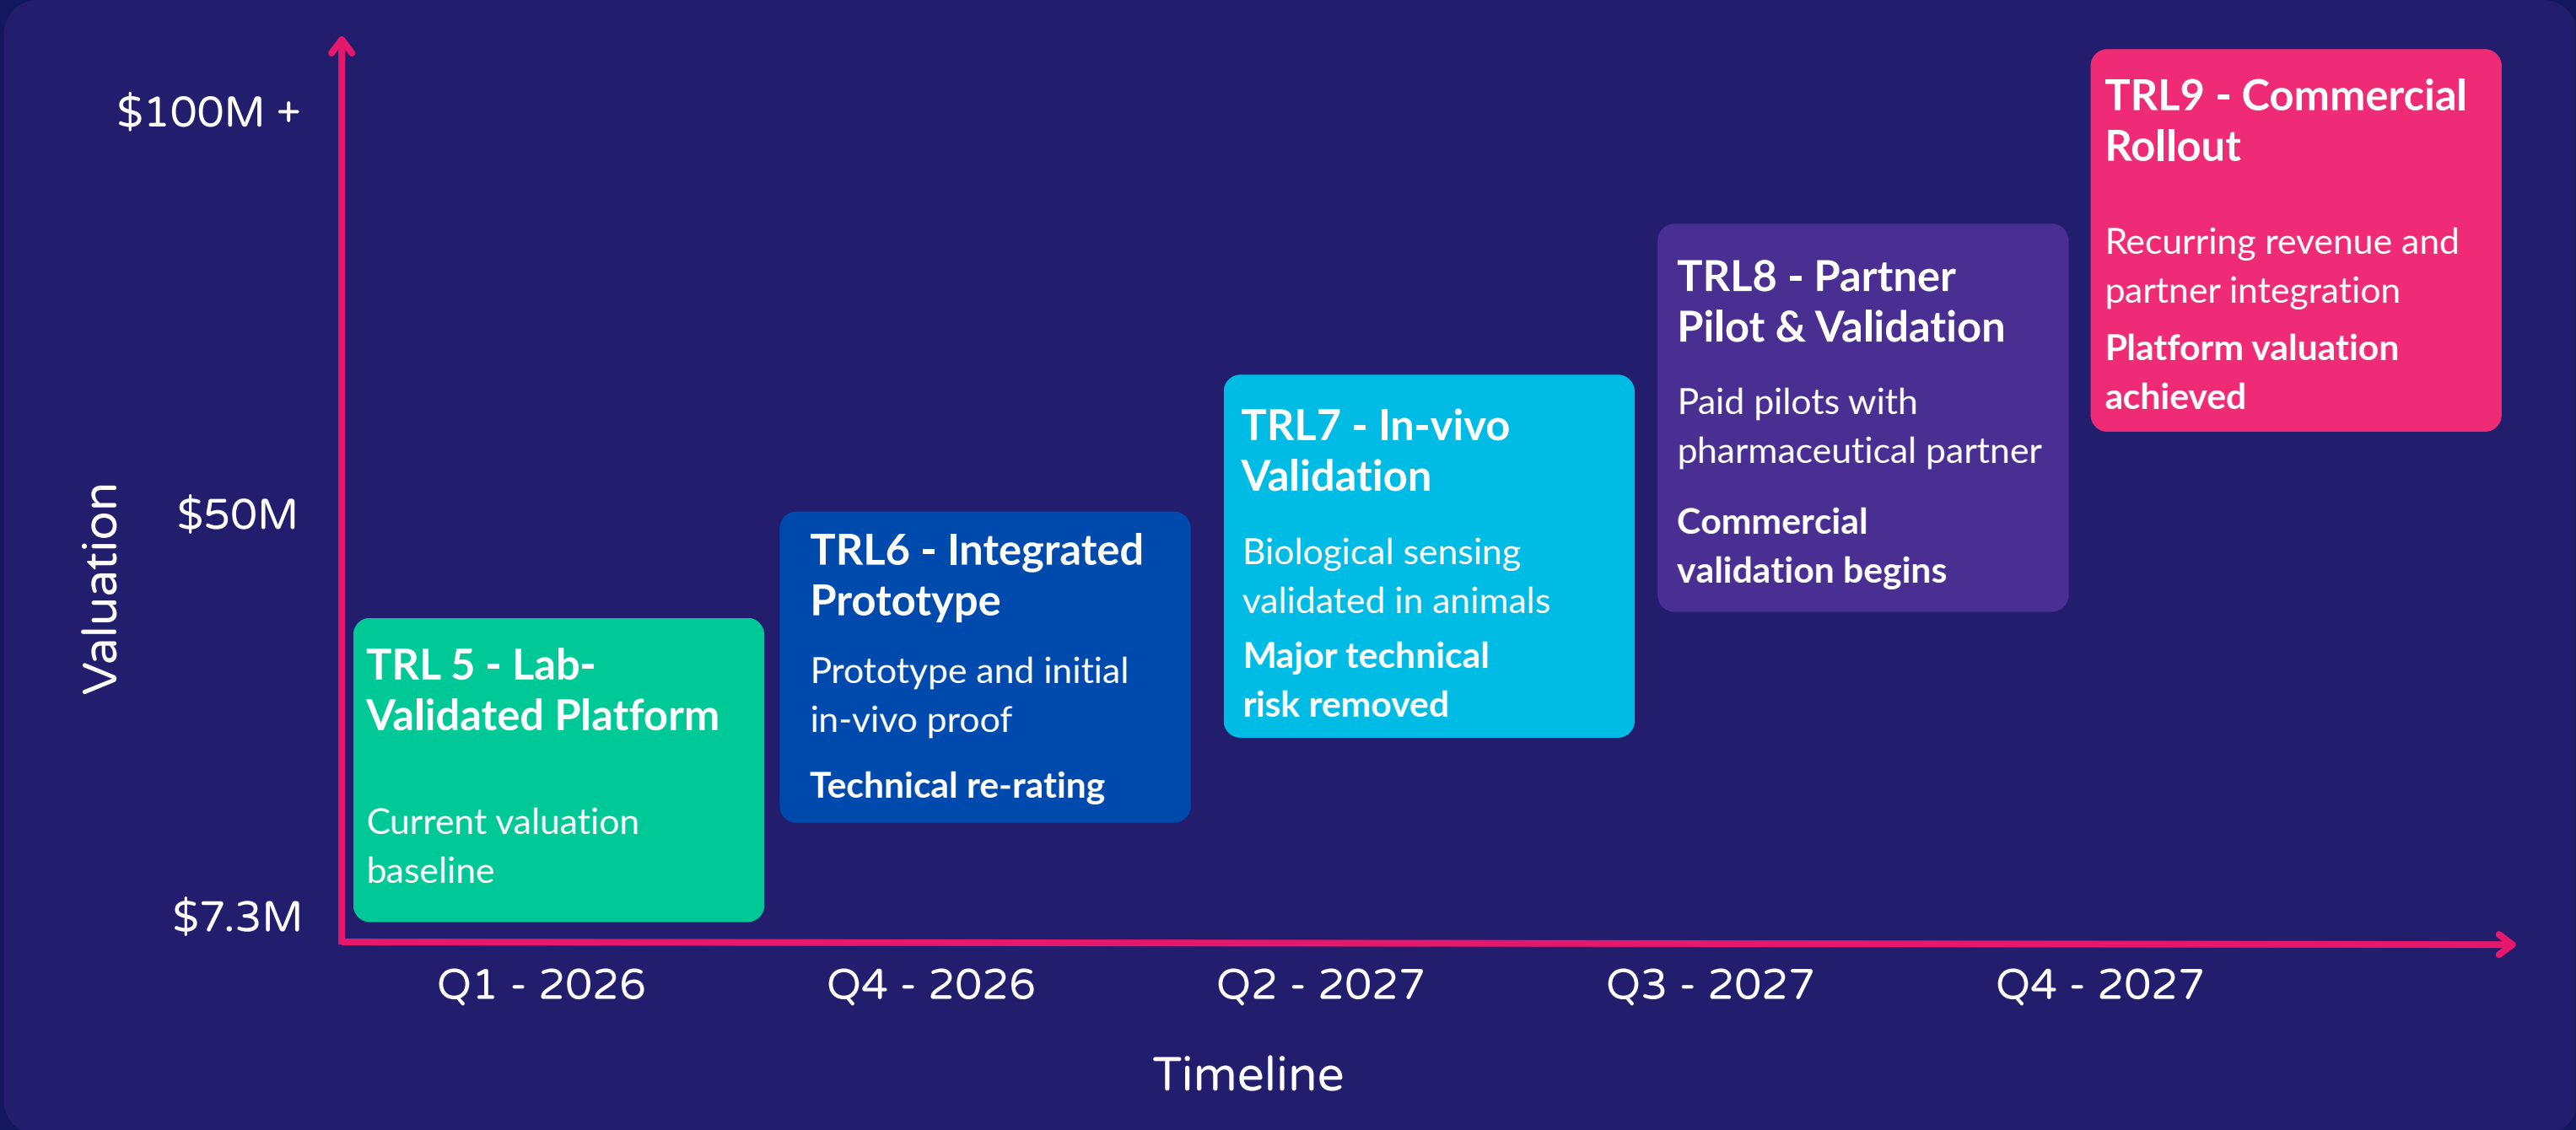 $100M +
$50M
$7.3M
Valuation
TRL 5 - Lab-
Validated Platform
Current valuation
baseline
TRL6 - Integrated
Prototype
Prototype and initial
in-vivo proof
Technical re-rating
TRL7 - In-vivo
Validation
Biological sensing
validated in animals
Major technical
risk removed
TRL8 - Partner
Pilot & Validation
Paid pilots with
pharmaceutical partner
Commercial
validation begins
TRL9 - Commercial
Rollout
Recurring revenue and
partner integration
Platform valuation
achieved
Q1 - 2026
Q4 - 2026
Q2 - 2027
Q3 - 2027
Q4 - 2027
Timeline